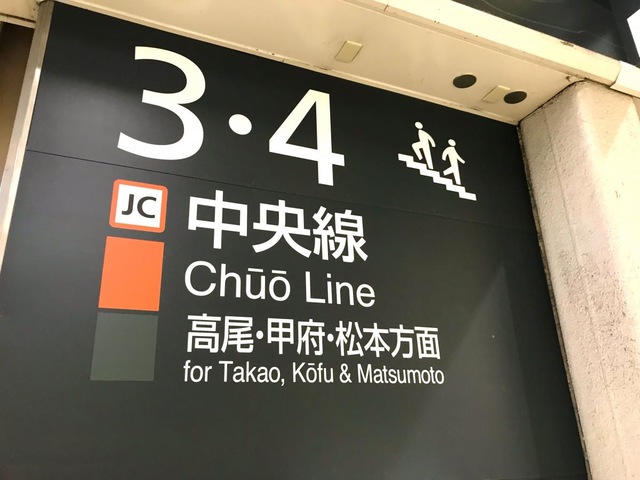 3・4
JC
中央線
Chūō Line
高尾・甲府・松本方面
for Takao, Kōfu & Matsumoto